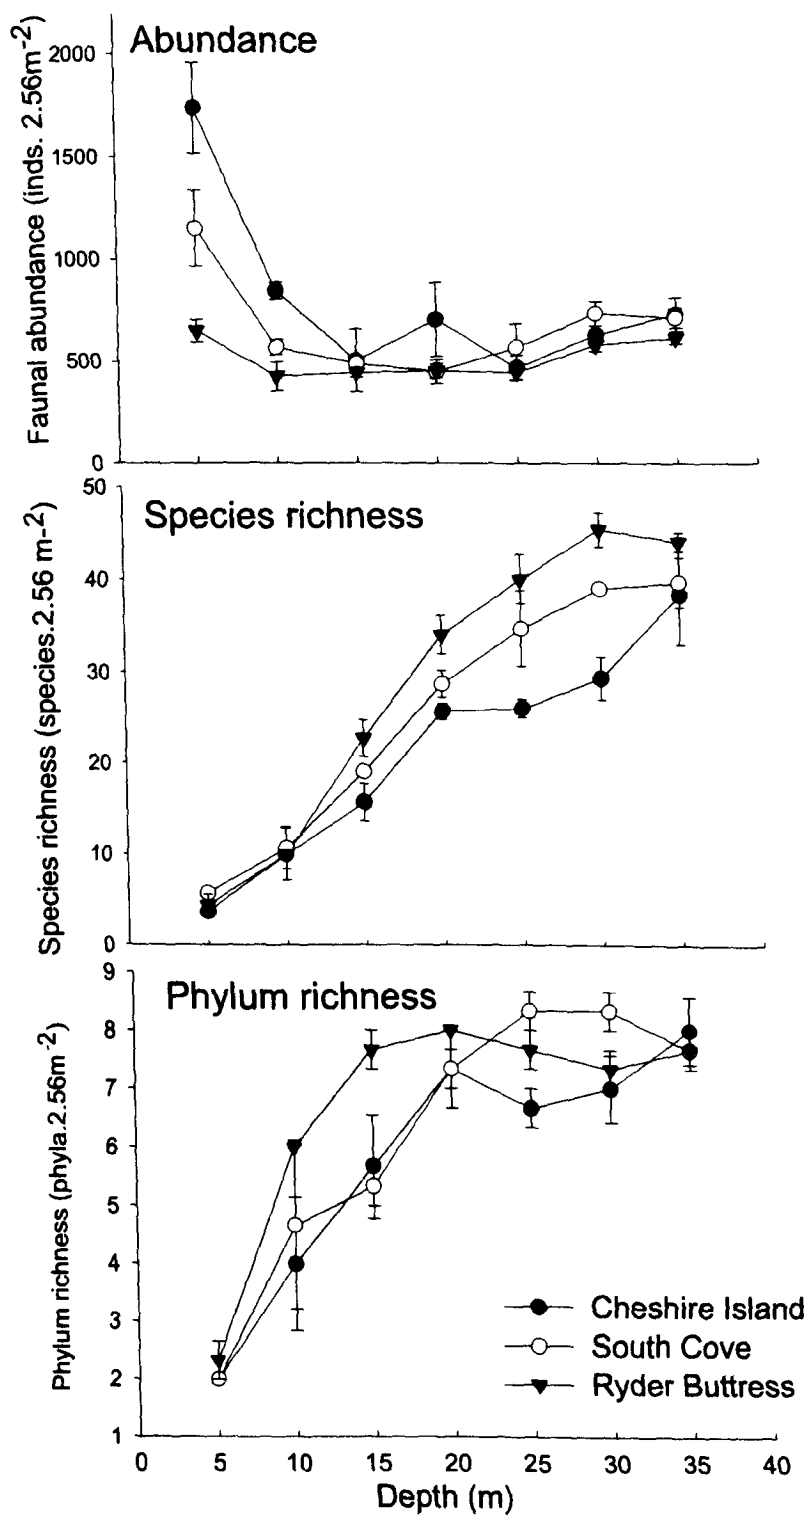 Abundance
Faunal abundance (inds. 2.56m-2)
2000
1500
1000
500
0
Species richness
Species richness (species.2.56 m-2)
50
40
30
20
10
0
Phylum richness
Phylum richness (phyla.2.56m-2)
9
8
7
6
5
4
3
2
1
Cheshire Island
South Cove
Ryder Buttress
0 5 10 15 20 25 30 35 40
Depth (m)